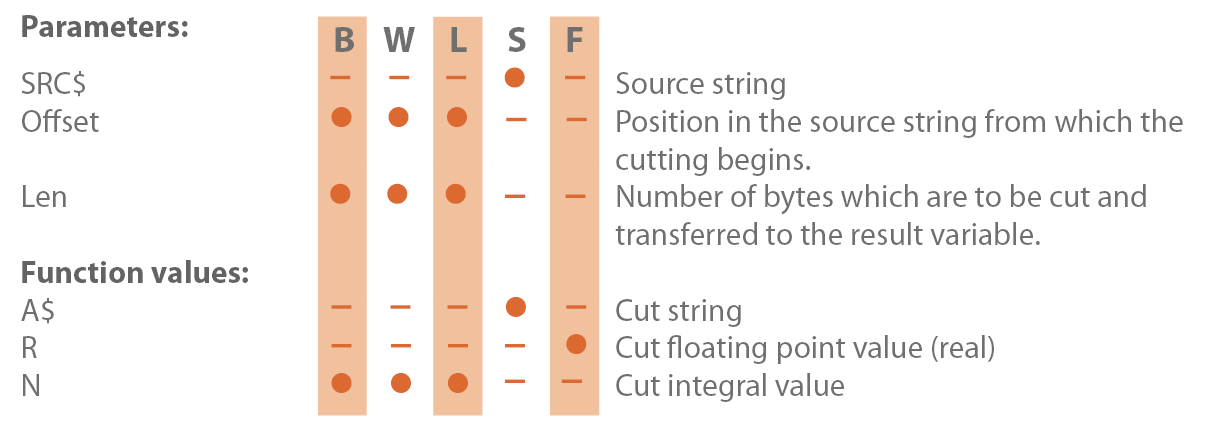 Parameters:
B W L S F
SRC$ – – – ● – Source string
Offset ● ● ● – – Position in the source string from which the
cutting begins.
Len ● ● ● – – Number of bytes which are to be cut and
transferred to the result variable.
Function values:
A$ – – – ● – Cut string
R – – – – ● Cut floating point value (real)
N ● ● ● – – Cut integral value